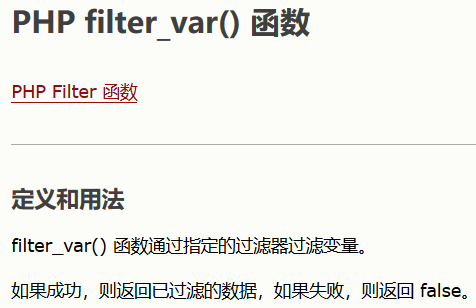 PHP filter_var() 函数
PHP Filter 函数
定义和用法
filter_var() 函数通过指定的过滤器过滤变量。
如果成功，则返回已过滤的数据，如果失败，则返回 false。